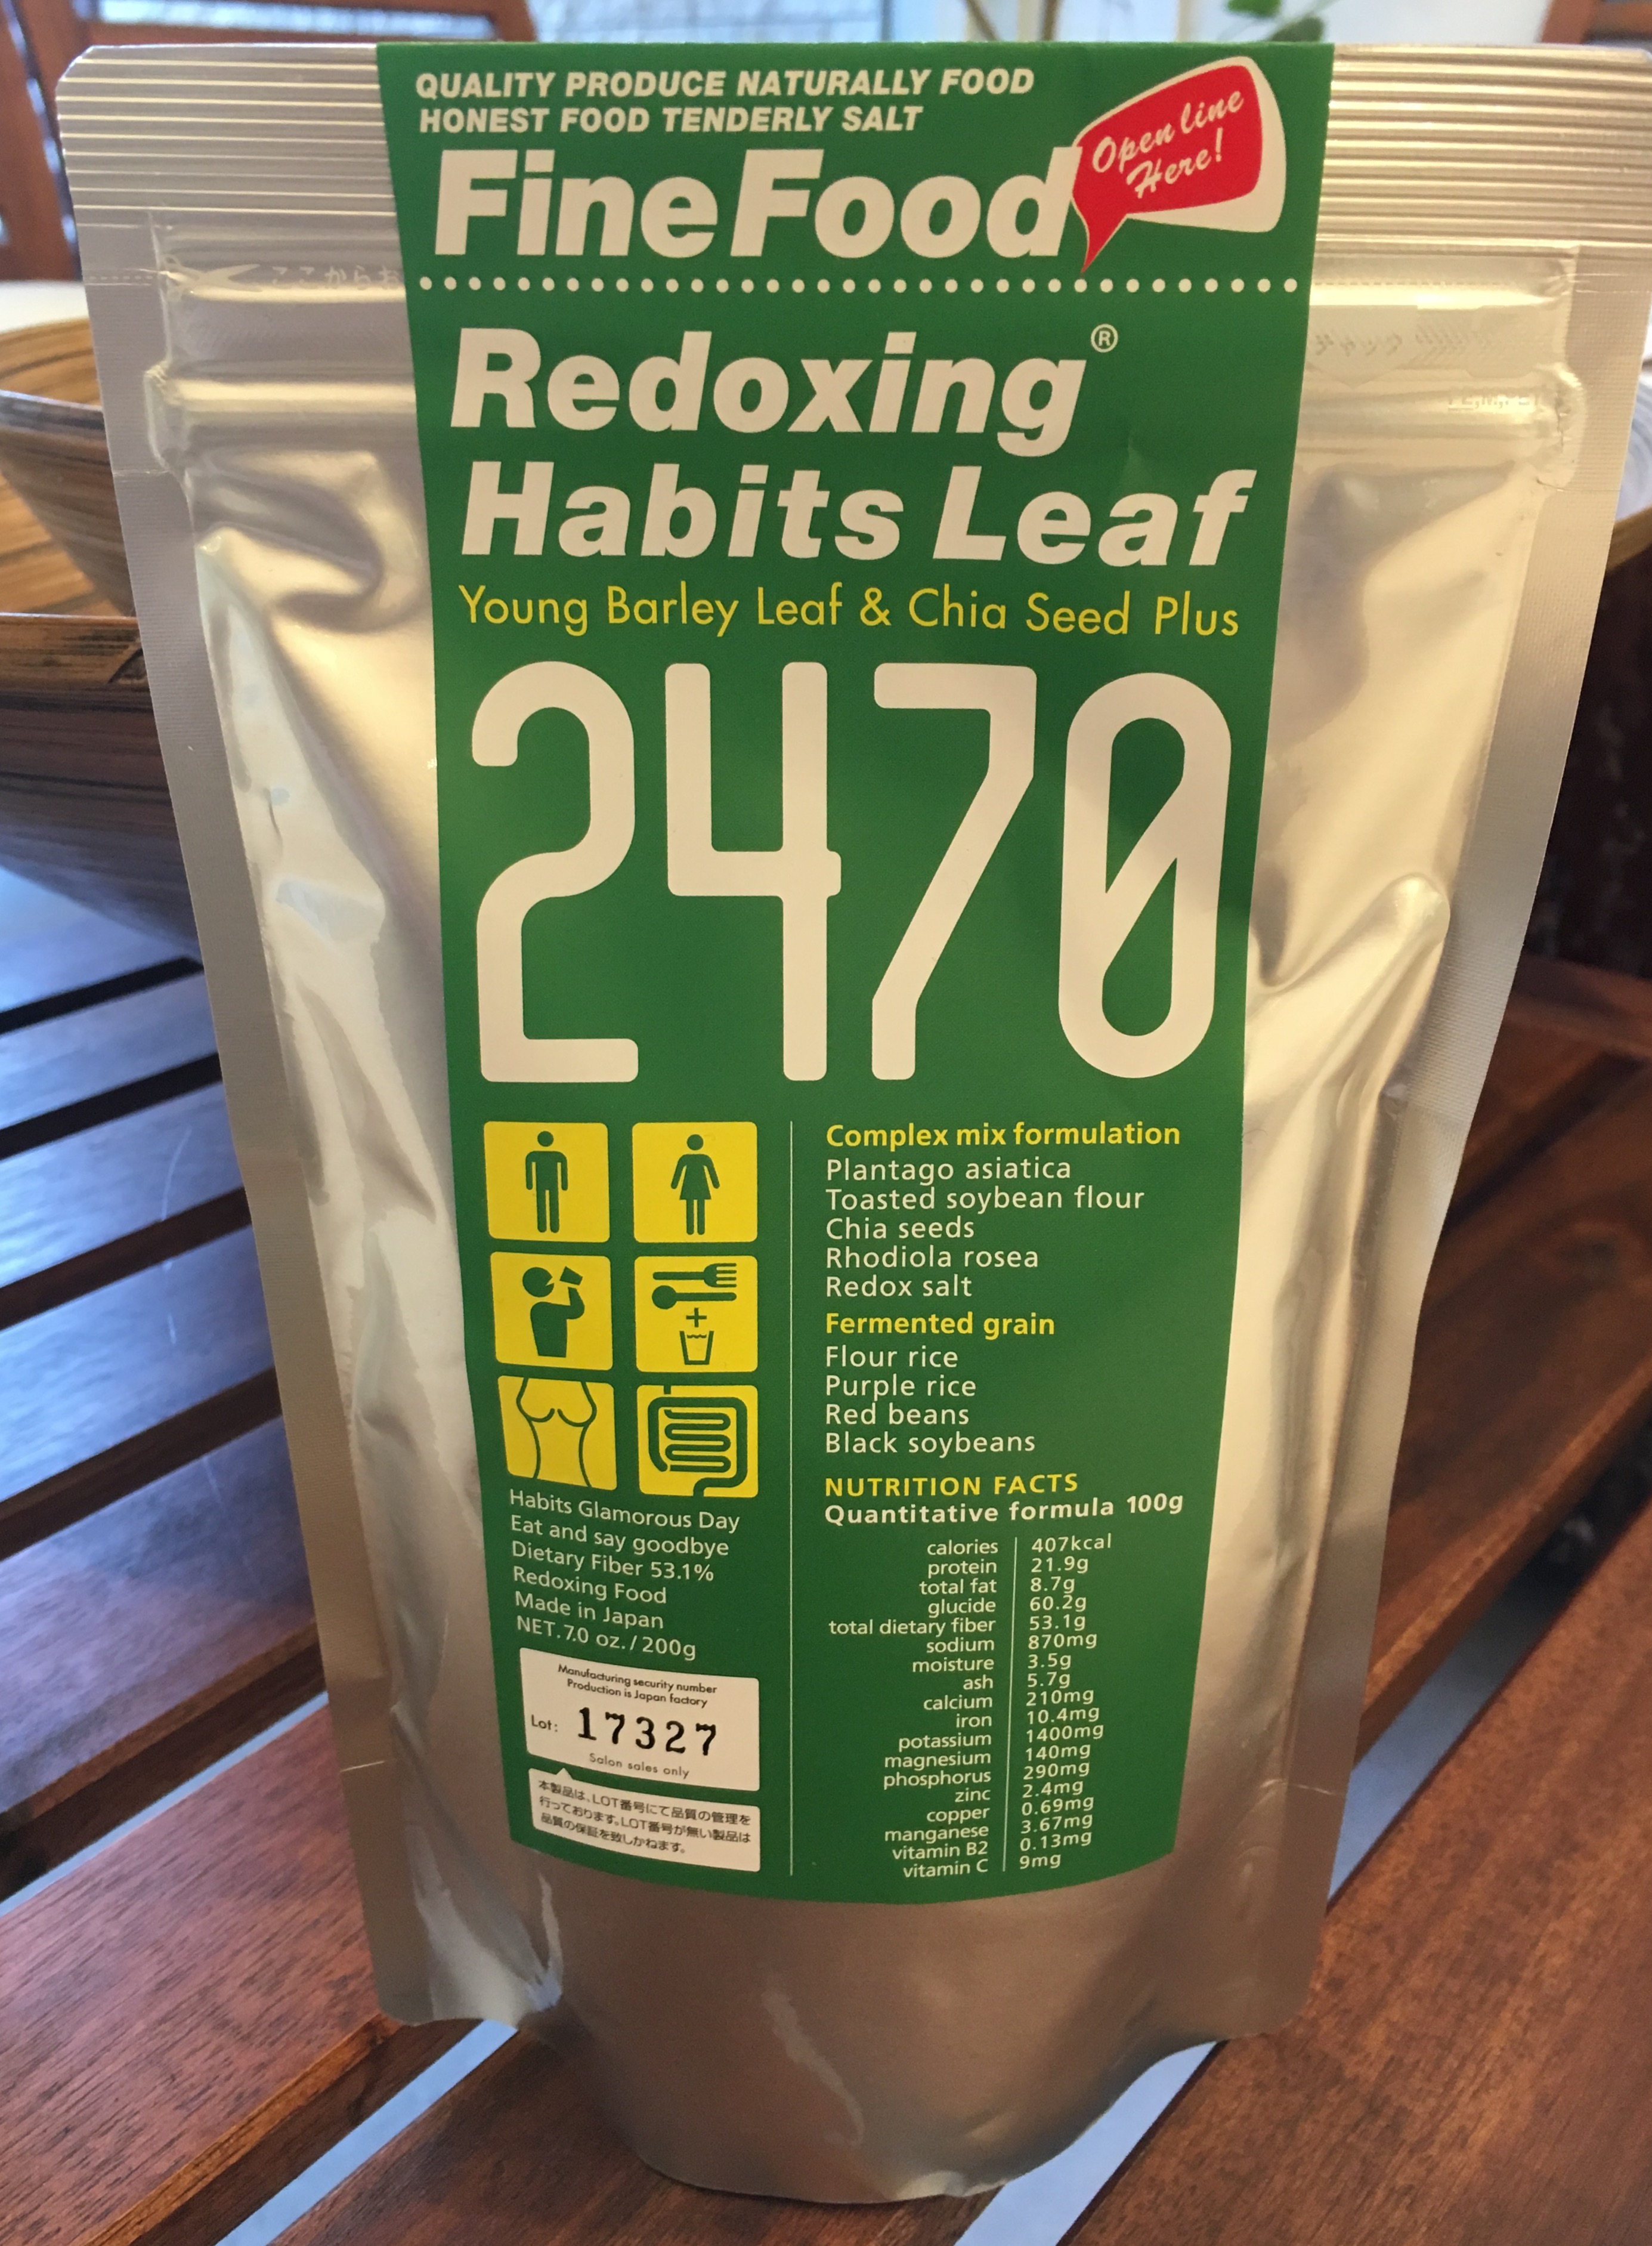 QUALITY PRODUCE NATURALLY FOOD
HONEST FOOD TENDERLY SALT
Fine Food
Open line
Here!
ここからお
Redoxing®
Habits Leaf
Young Barley Leaf & Chia Seed Plus
2470
Habits Glamorous Day
Eat and say goodbye
Dietary Fiber 53.1%
Redoxing Food
Made in Japan
NET.7.0 oz./200g
Manufacturing security number
Production is Japan factory
Lot: 17327
Salon sales only
本製品は、LOT番号にて品質の管理を
行っております。LOT番号が無い製品は
品質の保証を致しかねます。
Complex mix formulation
Plantago asiatica
Toasted soybean flour
Chia seeds
Rhodiola rosea
Redox salt
Fermented grain
Flour rice
Purple rice
Red beans
Black soybeans
NUTRITION FACTS
Quantitative formula 100g
calories 407kcal
protein 21.9g
total fat 8.7g
glucide 60.2g
total dietary fiber 53.1g
sodium 870mg
moisture 3.5g
ash 5.7g
calcium 210mg
iron 10.4mg
potassium 1400mg
magnesium 140mg
phosphorus 290mg
zinc 2.4mg
copper 0.69mg
manganese 3.67mg
vitamin B2 0.13mg
vitamin C 9mg